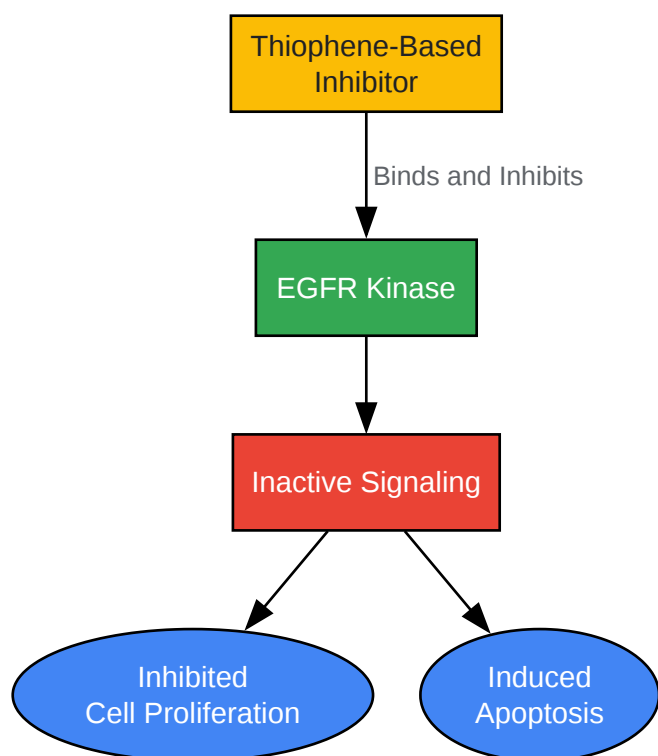 Thiophene-Based
Inhibitor
Binds and Inhibits
EGFR Kinase
Inactive Signaling
Inhibited
Cell Proliferation
Induced
Apoptosis